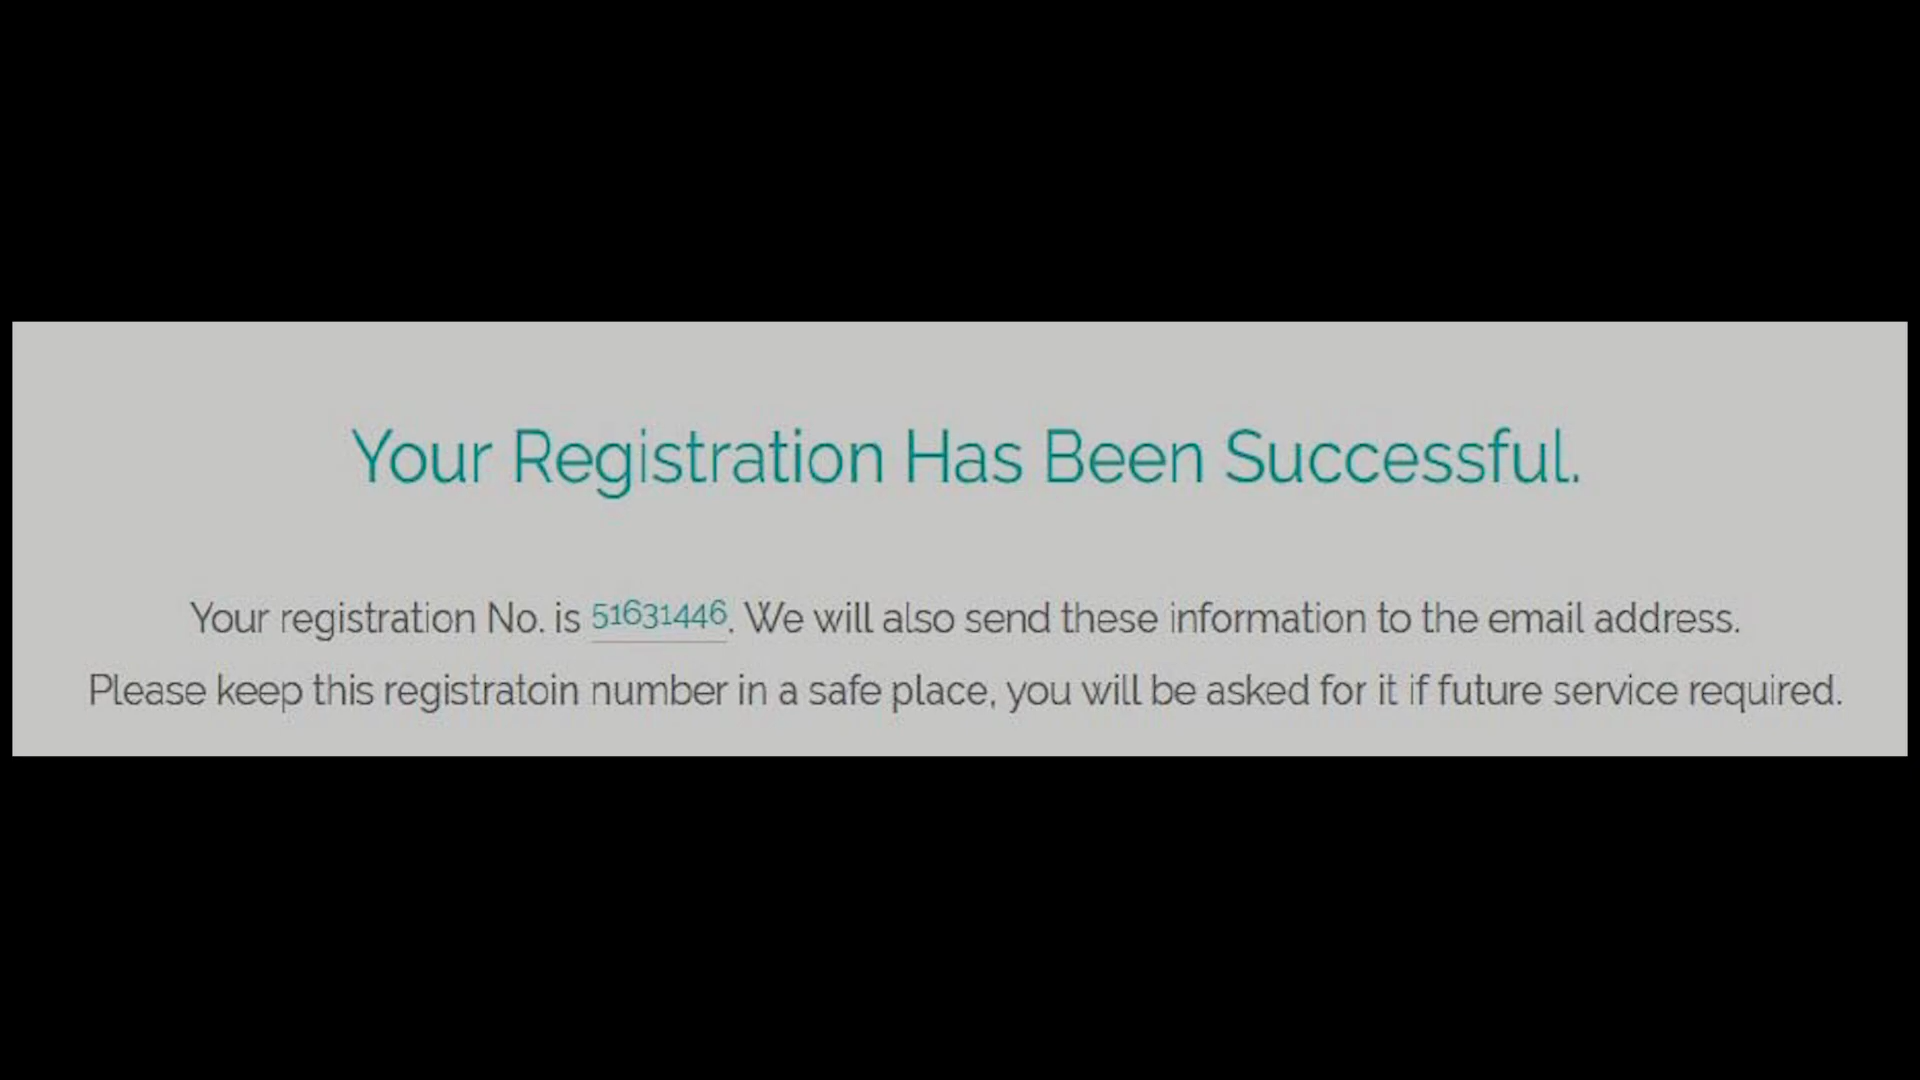 Your Registration Has Been Successful.
Your registration No. is 51631446. We will also send these information to the email address.
Please keep this registratoin number in a safe place, you will be asked for it if future service required.